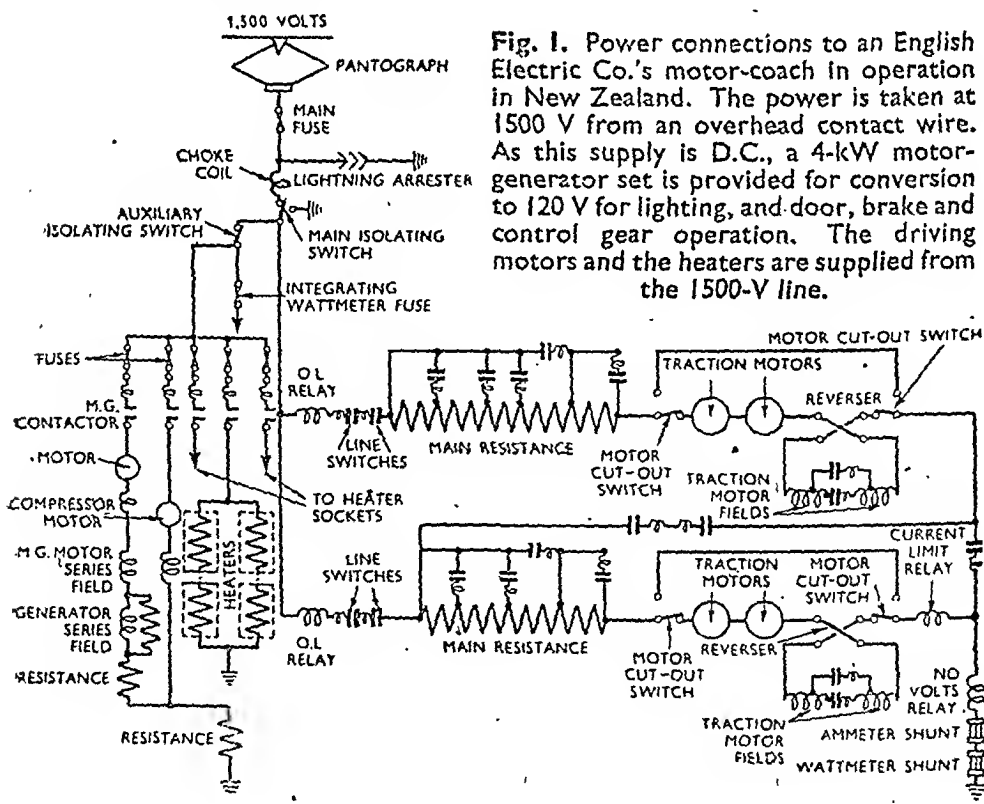 1,500 VOLTS
PANTOGRAPH
MAIN
FUSE
CHOKE
COIL
LIGHTNING ARRESTER
AUXILIARY
ISOLATING SWITCH
MAIN ISOLATING
SWITCH
INTEGRATING
WATTMETER FUSE
Fig. 1. Power connections to an English
Electric Co.'s motor-coach in operation
in New Zealand. The power is taken at
1500 V from an overhead contact wire.
As this supply is D.C., a 4-kW motor-
generator set is provided for conversion
to 120 V for lighting, and door, brake and
control gear operation. The driving
motors and the heaters are supplied from
the 1500-V line.
FUSES
M.G.
CONTACTOR
MOTOR
COMPRESSOR
MOTOR
M.G. MOTOR
SERIES
FIELD
GENERATOR
SERIES
FIELD
RESISTANCE
RESISTANCE
HEATERS
TO HEATER
SOCKETS
O.L
RELAY
LINE
SWITCHES
MAIN RESISTANCE
MOTOR
CUT-OUT
SWITCH
TRACTION MOTORS
REVERSER
MOTOR CUT-OUT
SWITCH
TRACTION
MOTOR
FIELDS
LINE
SWITCHES
O.L
RELAY
MAIN RESISTANCE
MOTOR
CUT-OUT
SWITCH
TRACTION
MOTORS
MOTOR
CUT-OUT
SWITCH
REVERSER
CURRENT
LIMIT
RELAY
TRACTION
MOTOR
FIELDS
NO
VOLTS
RELAY
AMMETER SHUNT
WATTMETER SHUNT